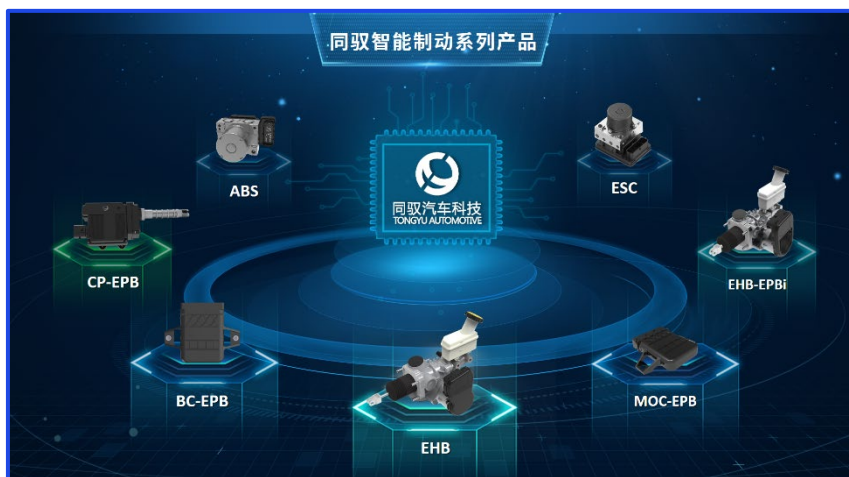 同驭智能制动系列产品
ABS
ESC
同驭汽车科技
TONGYU AUTOMOTIVE
CP-EPB
EHB-EPBi
BC-EPB
MOC-EPB
EHB